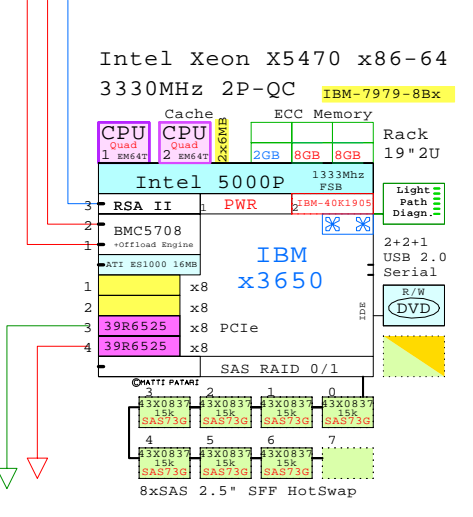 Intel Xeon X5470 x86-64
3330MHz 2P-QC IBM-7979-8Bx
Cache ECC Memory
CPU CPU 2x6MB Rack
Quad Quad 19"2U
1 EM64T 2 EM64T 2GB 8GB 8GB
Intel 5000P 1333Mhz
FSB
Light
Path
Diagn.
3 RSA II 1 PWR 2 IBM-40K1905
2 BMC5708
1 +Offload Engine
2+2+1
USB 2.0
Serial
ATI ES1000 16MB
IBM
x3650
1 x8
2 x8
3 39R6525 x8 PCIe
4 39R6525 x8
IDE
R/W
DVD
SAS RAID 0/1
©MATTI PATARI
3 2 1 0
43X0837 43X0837 43X0837 43X0837
15k 15k 15k 15k
SAS73G SAS73G SAS73G SAS73G
4 5 6 7
43X0837 43X0837 43X0837
15k 15k 15k
SAS73G SAS73G SAS73G
8xSAS 2.5" SFF HotSwap